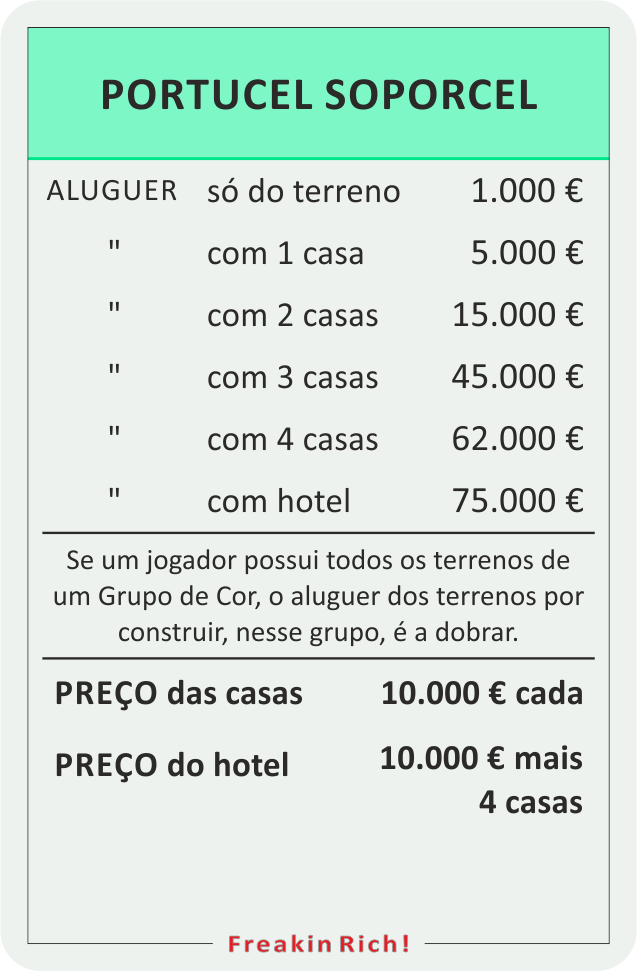 PORTUCEL SOPORCEL
ALUGUER só do terreno 1.000 €
" com 1 casa 5.000 €
" com 2 casas 15.000 €
" com 3 casas 45.000 €
" com 4 casas 62.000 €
" com hotel 75.000 €
Se um jogador possui todos os terrenos de
um Grupo de Cor, o aluguer dos terrenos por
construir, nesse grupo, é a dobrar.
PREÇO das casas 10.000 € cada
PREÇO do hotel 10.000 € mais
4 casas
Freakin Rich!